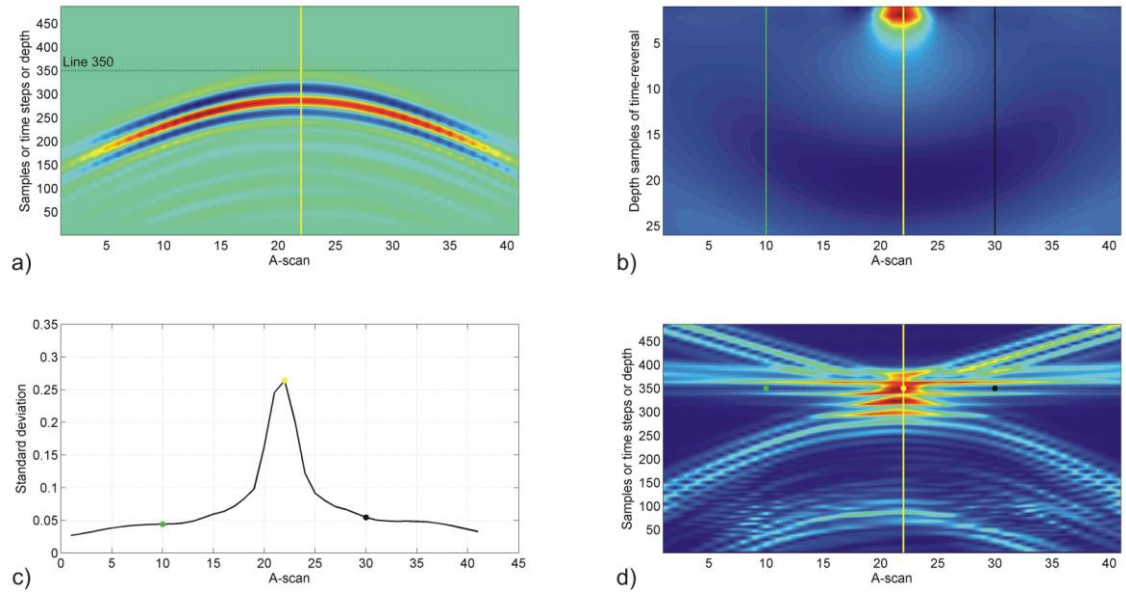 450
400
350
300
250
200
150
100
50
Samples or time steps or depth
Line 350
5 10 15 20 25 30 35 40
A-scan
a)
5
10
15
20
25
Depth samples of time-reversal
5 10 15 20 25 30 35 40
A-scan
b)
0.35
0.3
0.25
0.2
0.15
0.1
0.05
0
Standard deviation
0 5 10 15 20 25 30 35 40 45
A-scan
c)
450
400
350
300
250
200
150
100
50
Samples or time steps or depth
5 10 15 20 25 30 35 40
A-scan
d)